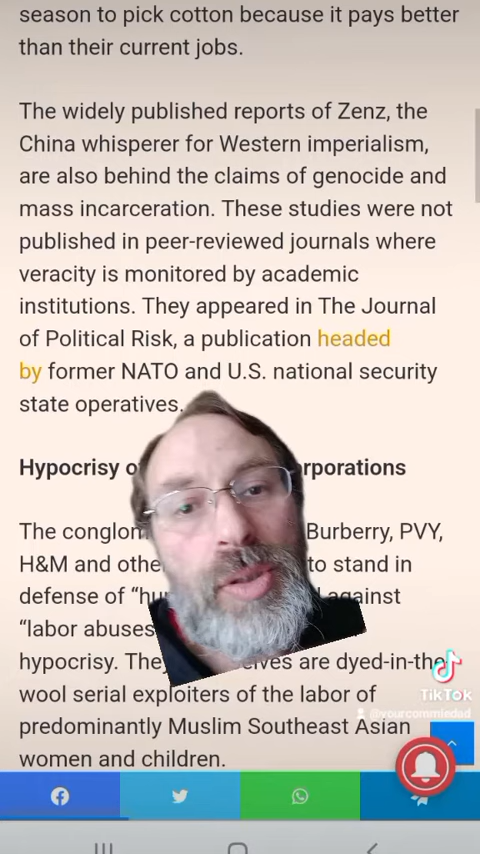 season to pick cotton because it pays better
than their current jobs.
The widely published reports of Zenz, the
China whisperer for Western imperialism,
are also behind the claims of genocide and
mass incarceration. These studies were not
published in peer-reviewed journals where
veracity is monitored by academic
institutions. They appeared in The Journal
of Political Risk, a publication headed
by former NATO and U.S. national security
state operatives.
Hypocrisy o rporations
The conglom Burberry, PVY,
H&M and othe to stand in
defense of “hu against
“labor abuses
hypocrisy. The elves are dyed-in-the
wool serial exploiters of the labor of
predominantly Muslim Southeast Asian
women and children.
TikTok
@yourcommiedad